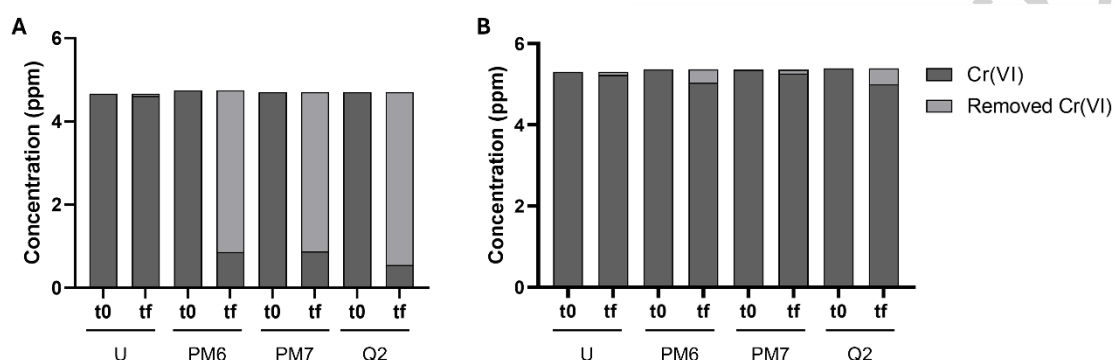 A
Concentration (ppm)
6
4
2
0
t0 tf t0 tf t0 tf t0 tf
U PM6 PM7 Q2
B
Concentration (ppm)
6
4
2
0
t0 tf t0 tf t0 tf t0 tf
U PM6 PM7 Q2
Cr(VI)
Removed Cr(VI)